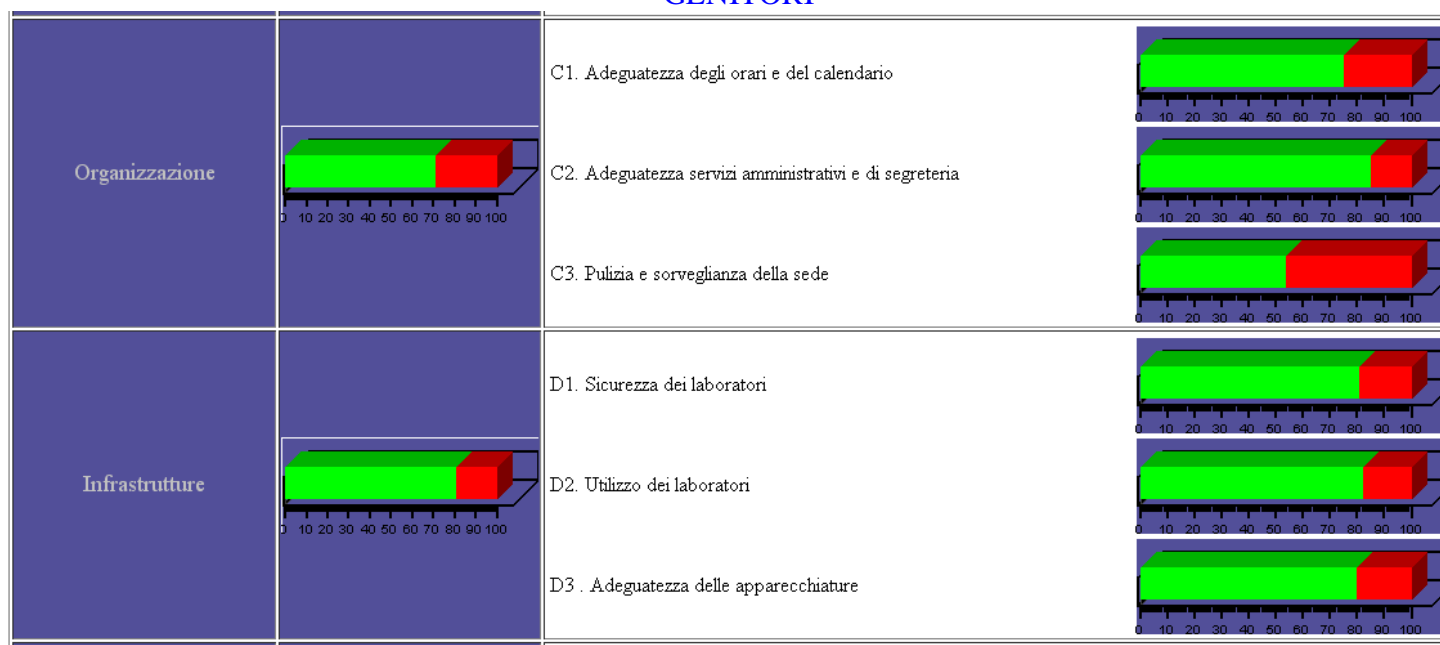 GENITORI
C1. Adeguatezza degli orari e del calendario
0 10 20 30 40 50 60 70 80 90 100
Organizzazione
0 10 20 30 40 50 60 70 80 90 100
C2. Adeguatezza servizi amministrativi e di segreteria
0 10 20 30 40 50 60 70 80 90 100
C3. Pulizia e sorveglianza della sede
0 10 20 30 40 50 60 70 80 90 100
D1. Sicurezza dei laboratori
0 10 20 30 40 50 60 70 80 90 100
Infrastrutture
0 10 20 30 40 50 60 70 80 90 100
D2. Utilizzo dei laboratori
0 10 20 30 40 50 60 70 80 90 100
D3 . Adeguatezza delle apparecchiature
0 10 20 30 40 50 60 70 80 90 100